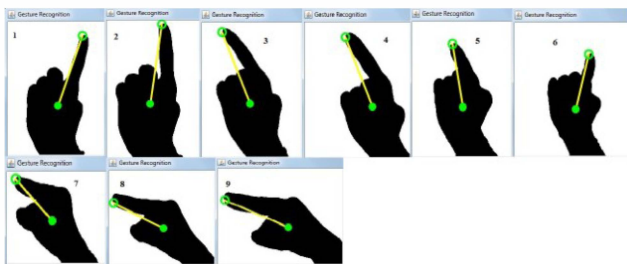 Gesture Recognition
1
Gesture Recognition
2
Gesture Recognition
3
Gesture Recognition
4
Gesture Recognition
5
Gesture Recognition
6
Gesture Recognition
7
Gesture Recognition
8
Gesture Recognition
9